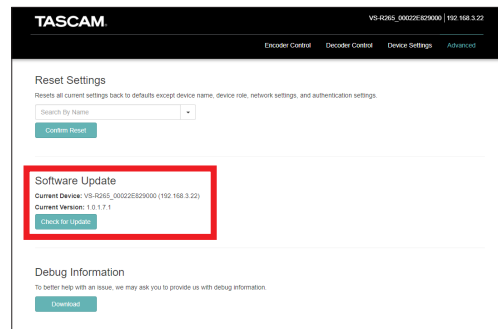 TASCAM.
VS-R265_00022E829000 | 192.168.3.22
Encoder Control Decoder Control Device Settings Advanced
Reset Settings
Resets all current settings back to defaults except device name, device role, network settings, and authentication settings.
Search By Name
Confirm Reset
Software Update
Current Device: VS-R265_00022E829000 (192.168.3.22)
Current Version: 1.0.1.7.1
Check for Update
Debug Information
To better help with an issue, we may ask you to provide us with debug information.
Download